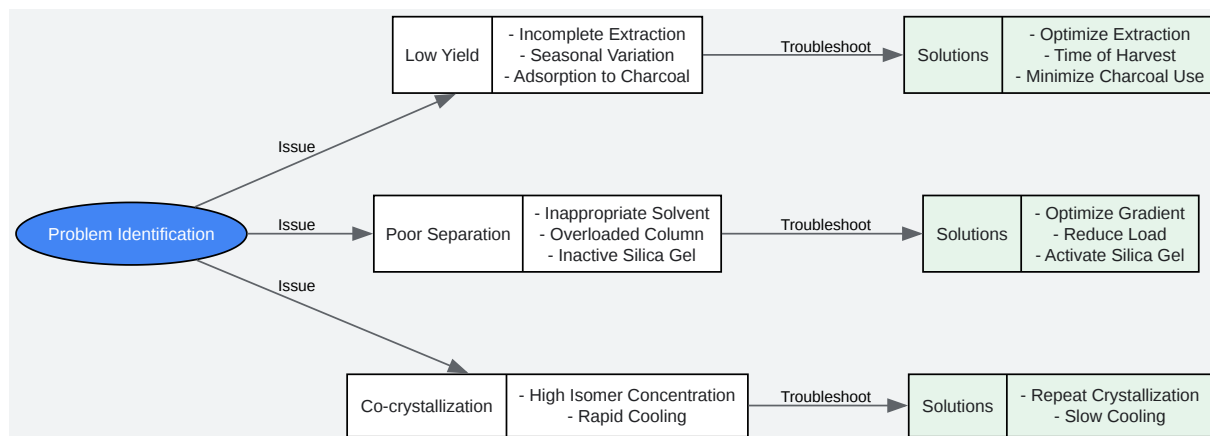 Low Yield
- Incomplete Extraction
- Seasonal Variation
- Adsorption to Charcoal
Troubleshoot
Solutions
- Optimize Extraction
- Time of Harvest
- Minimize Charcoal Use
Issue
Problem Identification
Issue
Poor Separation
- Inappropriate Solvent
- Overloaded Column
- Inactive Silica Gel
Troubleshoot
Solutions
- Optimize Gradient
- Reduce Load
- Activate Silica Gel
Issue
Co-crystallization
- High Isomer Concentration
- Rapid Cooling
Troubleshoot
Solutions
- Repeat Crystallization
- Slow Cooling